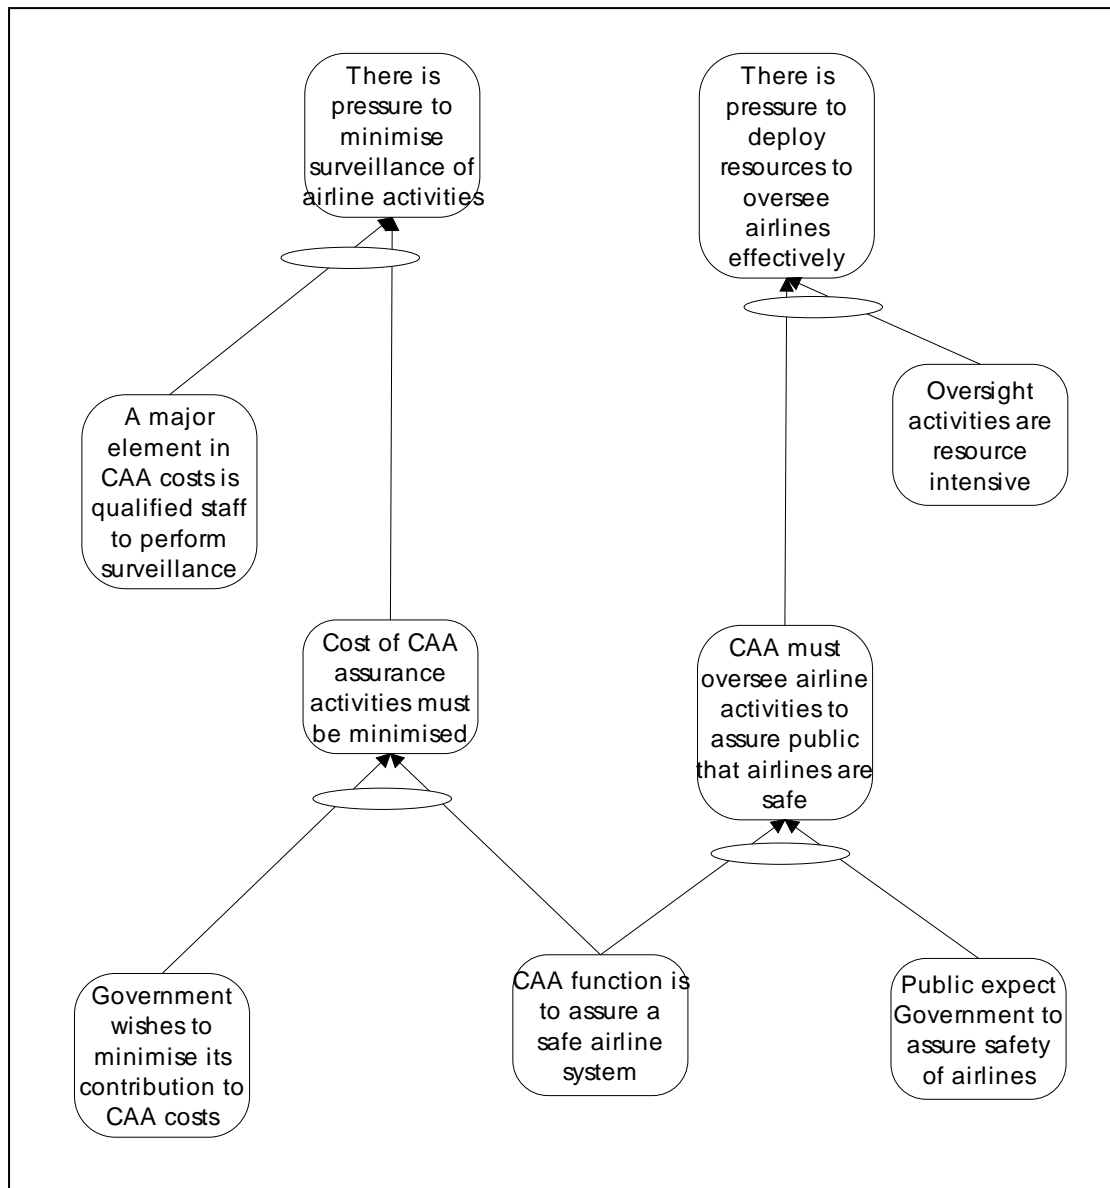 There is
pressure to
minimise
surveillance of
airline activities
There is
pressure to
deploy
resources to
oversee
airlines
effectively
A major
element in
CAA costs is
qualified staff
to perform
surveillance
Oversight
activities are
resource
intensive
Cost of CAA
assurance
activities must
be minimised
CAA must
oversee airline
activities to
assure public
that airlines are
safe
Government
wishes to
minimise its
contribution to
CAA costs
CAA function is
to assure a
safe airline
system
Public expect
Government to
assure safety
of airlines